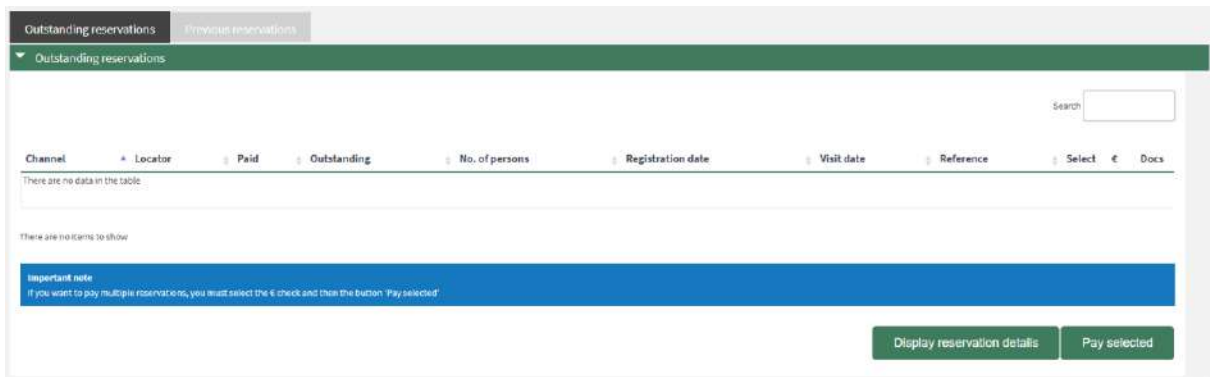 Outstanding reservations Previous reservations
Outstanding reservations
Search
Channel Locator Paid Outstanding No. of persons Registration date Visit date Reference Select € Docs
There are no data in the table
There are no items to show
Important note
If you want to pay multiple reservations, you must select the € check and then the button 'Pay selected'
Display reservation details Pay selected